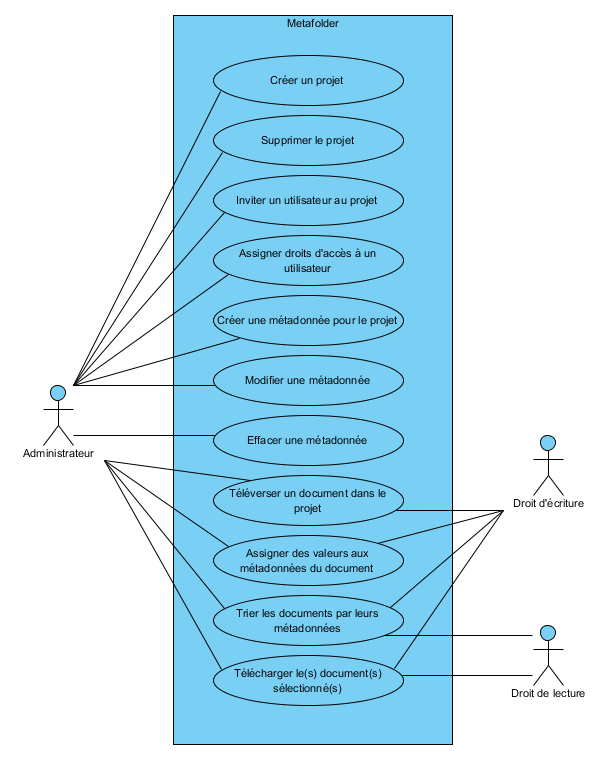 Metafolder
Créer un projet
Supprimer le projet
Inviter un utilisateur au projet
Assigner droits d'accès à un
utilisateur
Créer une métadonnée pour le projet
Modifier une métadonnée
Effacer une métadonnée
Administrateur
Téléverser un document dans le
projet
Droit d'écriture
Assigner des valeurs aux
métadonnées du document
Trier les documents par leurs
métadonnées
Télécharger le(s) document(s)
sélectionné(s)
Droit de lecture